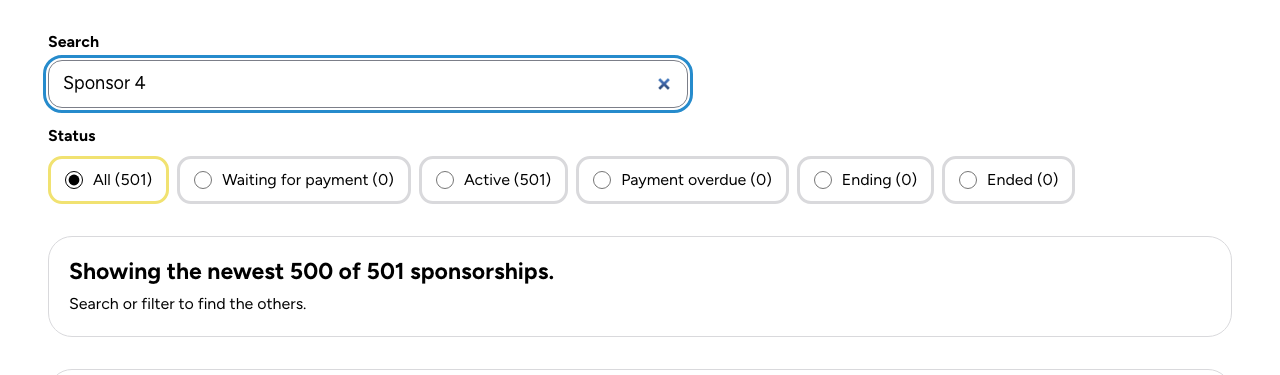 Search
Sponsor 4
Status
All (501) Waiting for payment (0) Active (501) Payment overdue (0) Ending (0) Ended (0)
Showing the newest 500 of 501 sponsorships.
Search or filter to find the others.